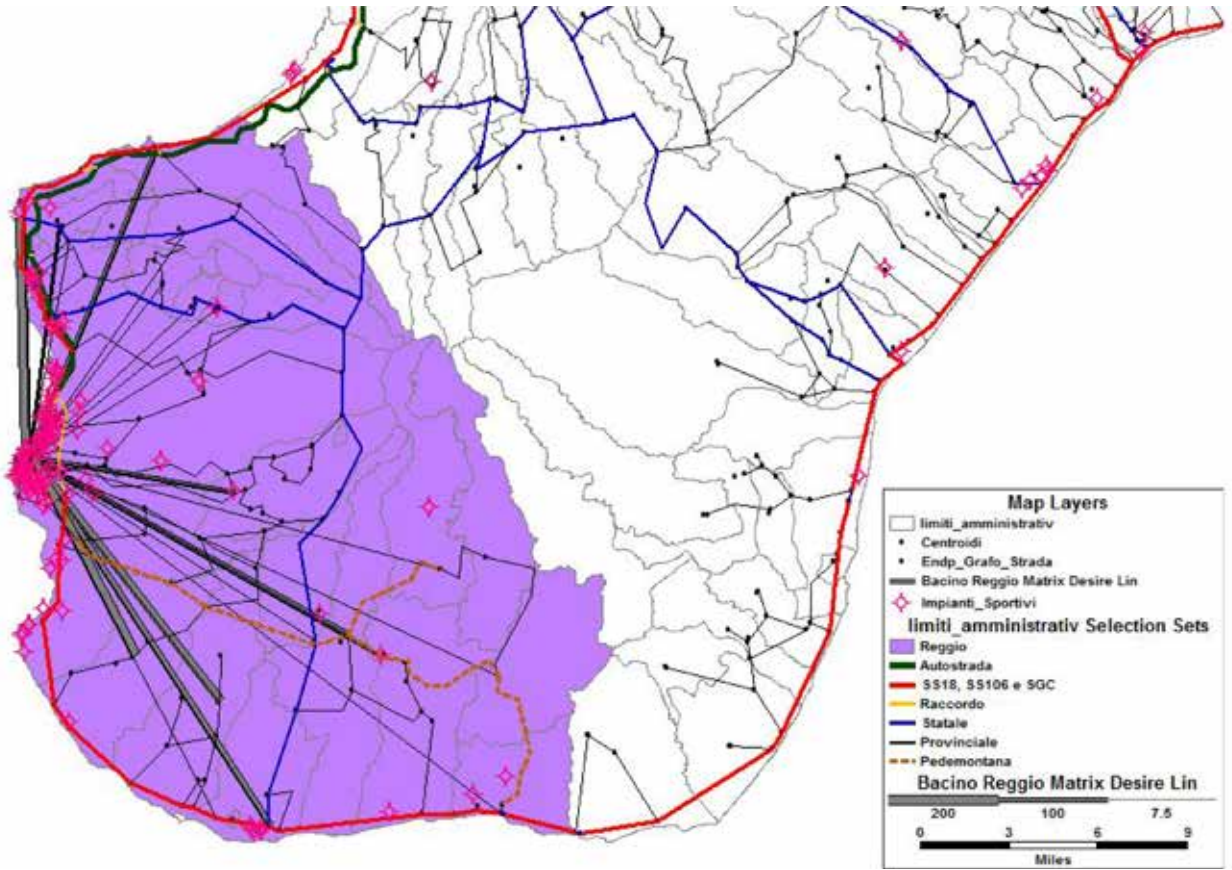 Map Layers
limiti_amministrativ
Centroidi
Endp_Grafo_Strada
Bacino Reggio Matrix Desire Lin
Impianti_Sportivi
limiti_amministrativ Selection Sets
Reggio
Autostrada
SS18, SS106 e SGC
Raccordo
Statale
Provinciale
Pedemontana
Bacino Reggio Matrix Desire Lin
200 100 7.5
0 3 6 9
Miles